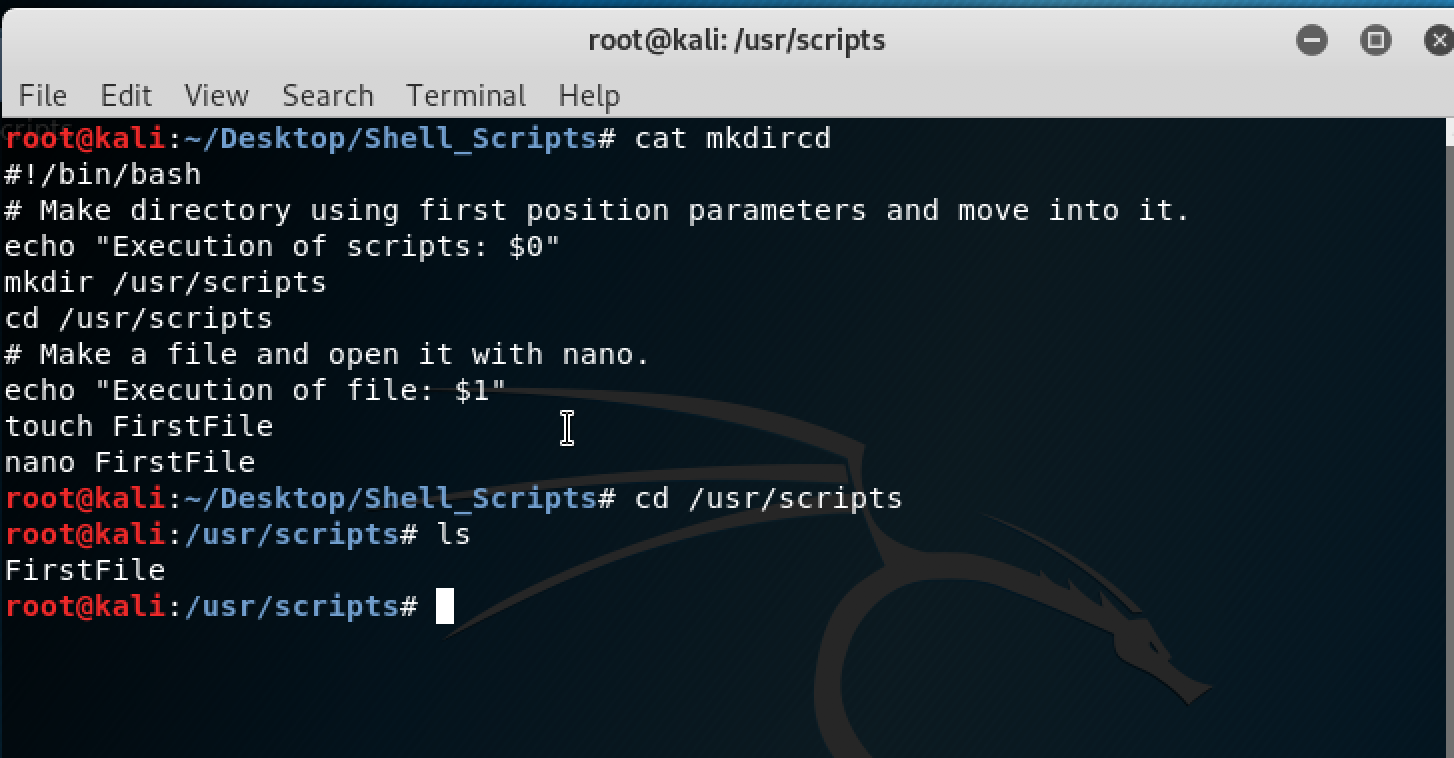 root@kali: /usr/scripts
File Edit View Search Terminal Help
root@kali:~/Desktop/Shell_Scripts# cat mkdircd
#!/bin/bash
# Make directory using first position parameters and move into it.
echo "Execution of scripts: $0"
mkdir /usr/scripts
cd /usr/scripts
# Make a file and open it with nano.
echo "Execution of file: $1"
touch FirstFile
nano FirstFile
root@kali:~/Desktop/Shell_Scripts# cd /usr/scripts
root@kali:/usr/scripts# ls
FirstFile
root@kali:/usr/scripts#